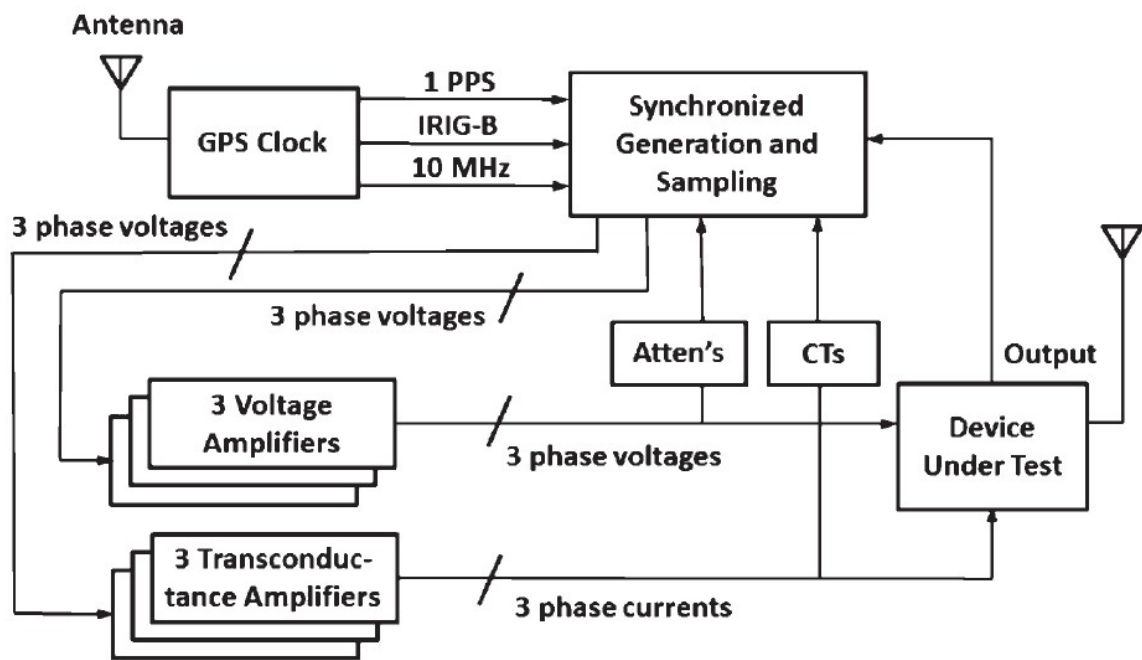 Antenna
1 PPS
GPS Clock
IRIG-B
10 MHz
Synchronized
Generation and
Sampling
3 phase voltages
3 phase voltages
Atten's
CTs
Output
3 Voltage
Amplifiers
3 phase voltages
Device
Under Test
3 Transconduc-
tance Amplifiers
3 phase currents